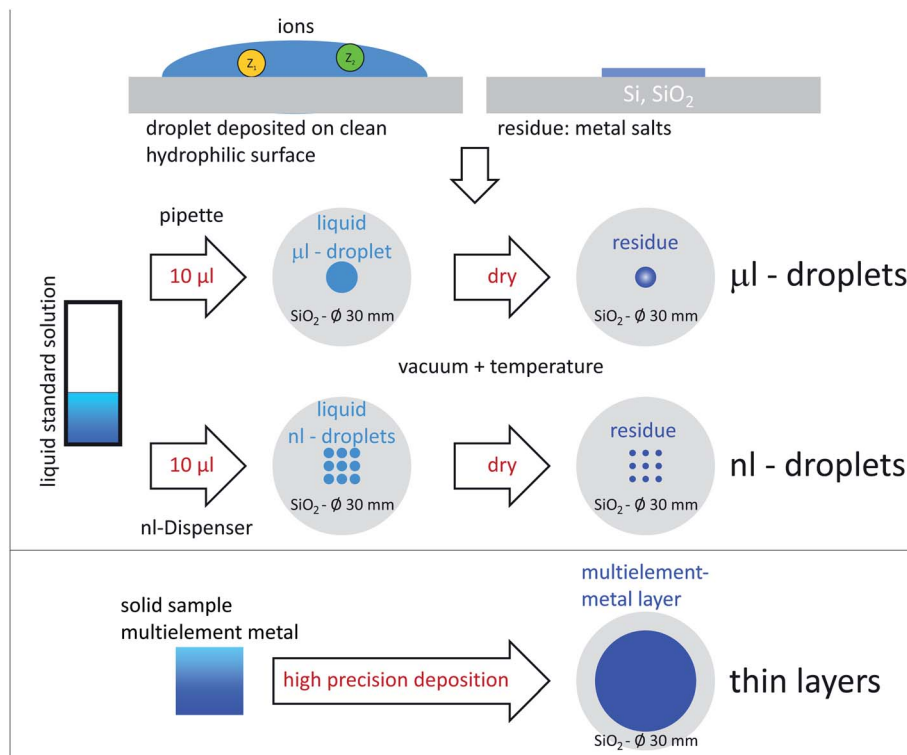 ions
Z₁
Z₂
Si, SiO₂
droplet deposited on clean
hydrophilic surface
residue: metal salts
pipette
10 µl
liquid
µl - droplet
SiO₂ - Ø 30 mm
dry
residue
SiO₂ - Ø 30 mm
µl - droplets
liquid standard solution
vacuum + temperature
10 µl
nl-Dispenser
liquid
nl - droplets
SiO₂ - Ø 30 mm
dry
residue
SiO₂ - Ø 30 mm
nl - droplets
solid sample
multielement metal
high precision deposition
multielement-
metal layer
SiO₂ - Ø 30 mm
thin layers